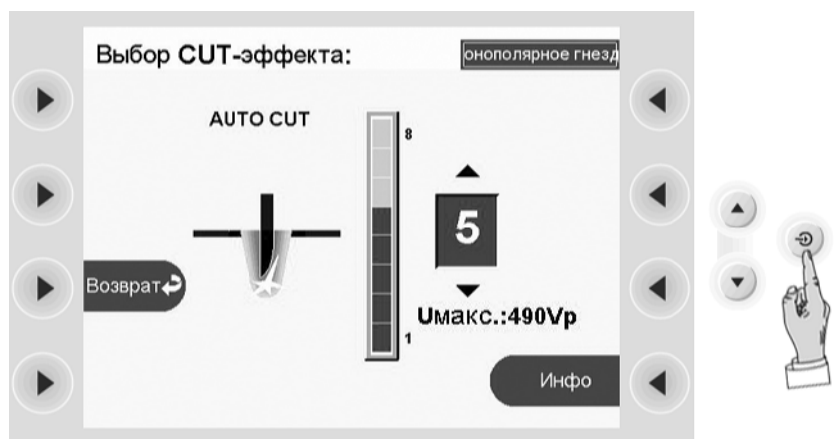 Выбор CUT-эффекта:
онополярное гнезд
AUTO CUT
8
5
Возврат
Uмакс.:490Vp
1
Инфо